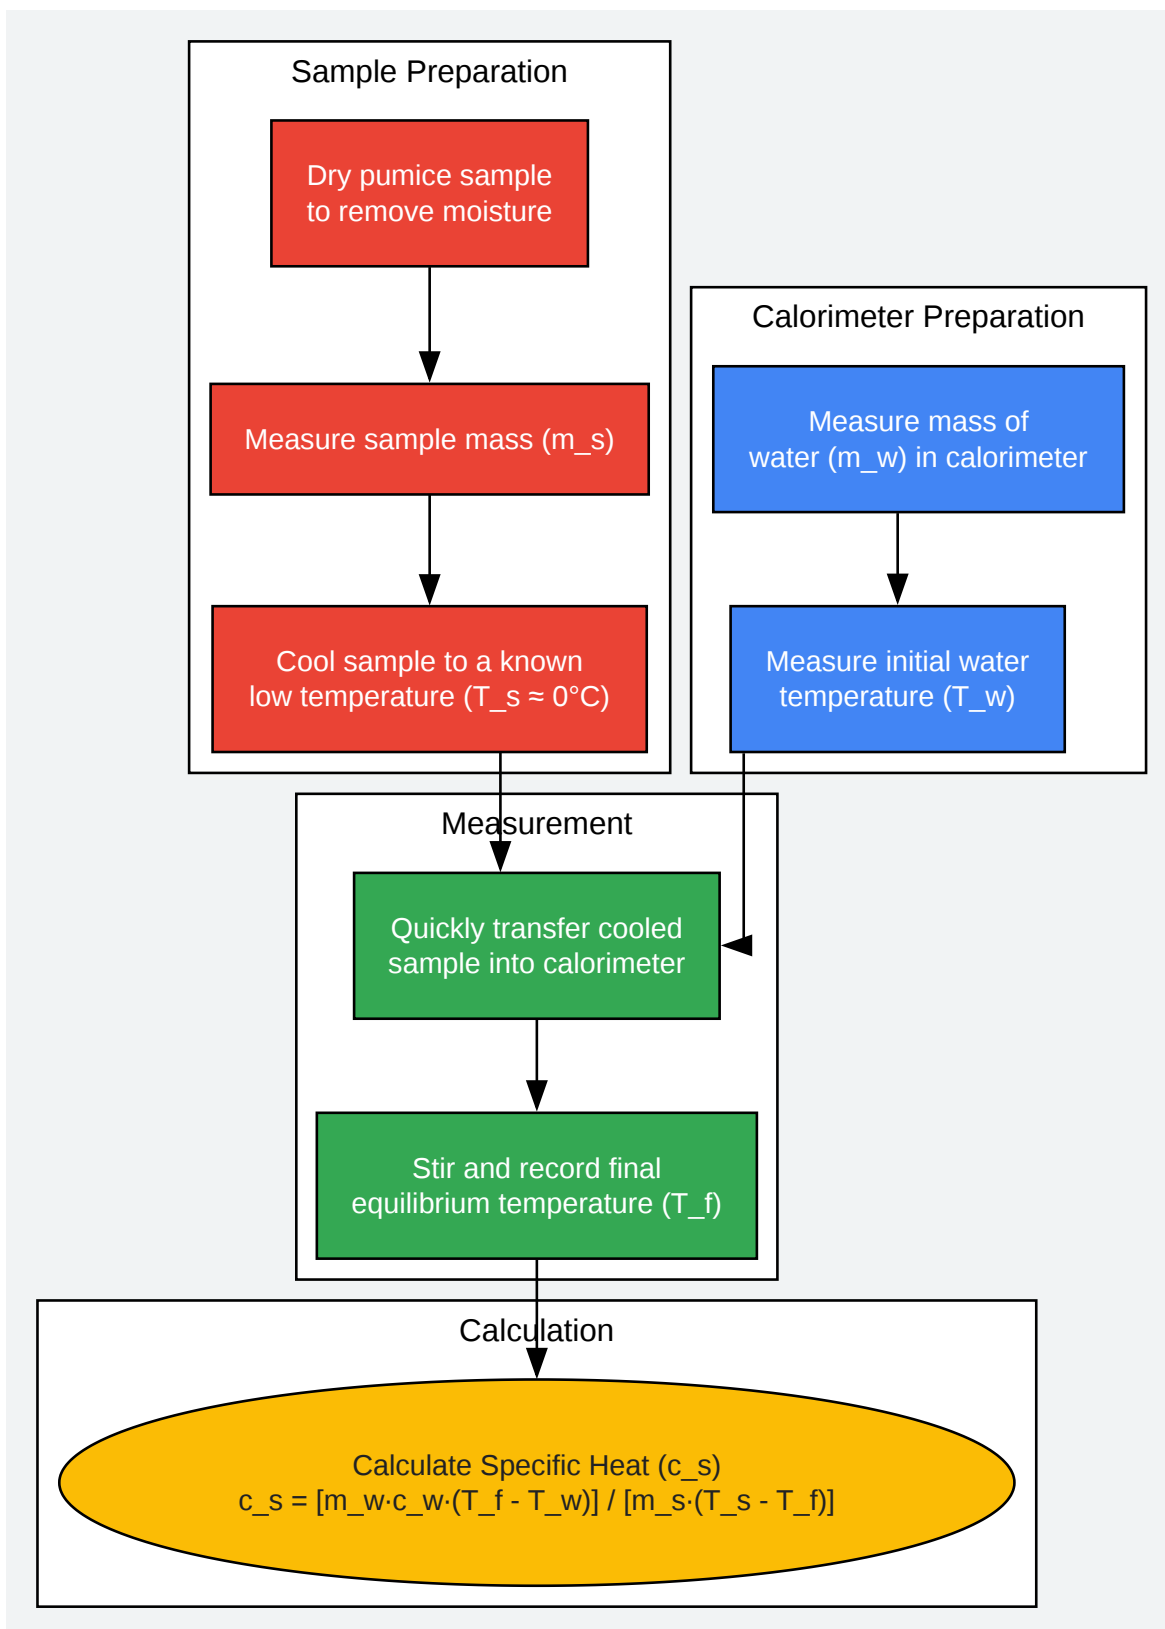 Sample Preparation
Dry pumice sample
to remove moisture
Measure sample mass (m_s)
Cool sample to a known
low temperature (T_s ≈ 0°C)
Calorimeter Preparation
Measure mass of
water (m_w) in calorimeter
Measure initial water
temperature (T_w)
Measurement
Quickly transfer cooled
sample into calorimeter
Stir and record final
equilibrium temperature (T_f)
Calculation
Calculate Specific Heat (c_s)
c_s = [m_w·c_w·(T_f - T_w)] / [m_s·(T_s - T_f)]